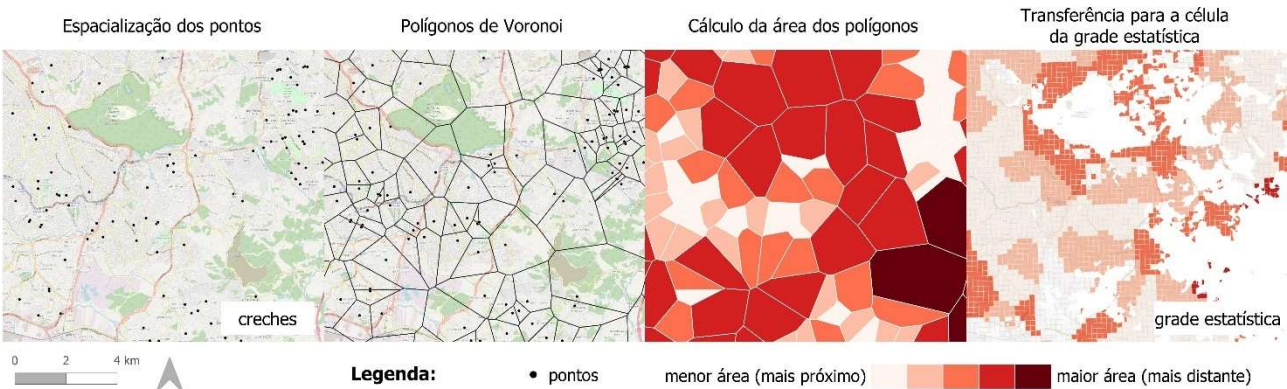 Espacialização dos pontos
Polígonos de Voronoi
Cálculo da área dos polígonos
Transferência para a célula
da grade estatística
creches
grade estatística
0 2 4 km
Legenda:
pontos
menor área (mais próximo)
maior área (mais distante)